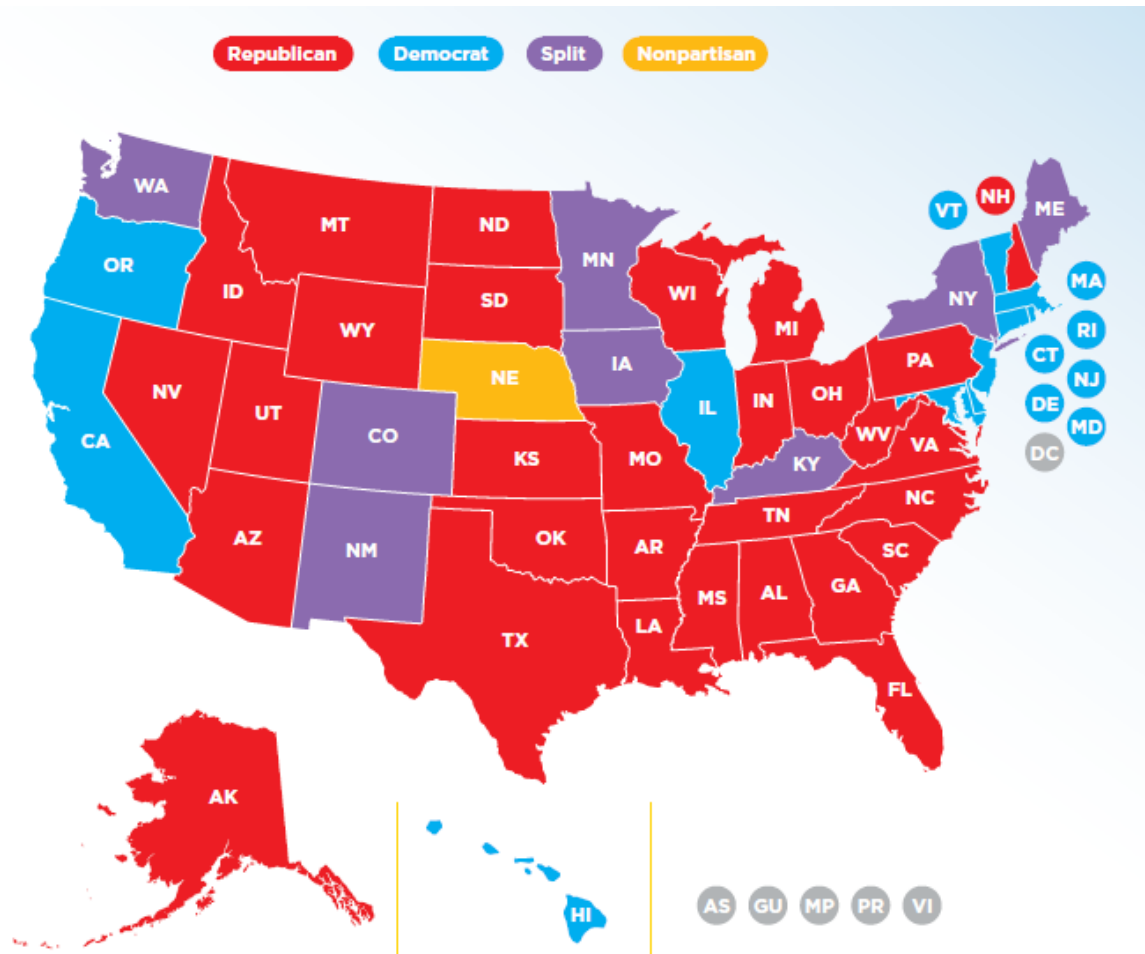 Republican Democrat Split Nonpartisan
WA
MT
ND
MN
VT
NH
ME
OR
ID
SD
WI
MI
NY
MA
WY
RI
NV
UT
NE
IA
PA
CT
CA
CO
KS
MO
IL
IN
OH
NJ
DE
WV
VA
MD
KY
DC
AZ
NM
OK
AR
TN
NC
SC
TX
LA
MS
AL
GA
FL
AK
HI
AS GU MP PR VI